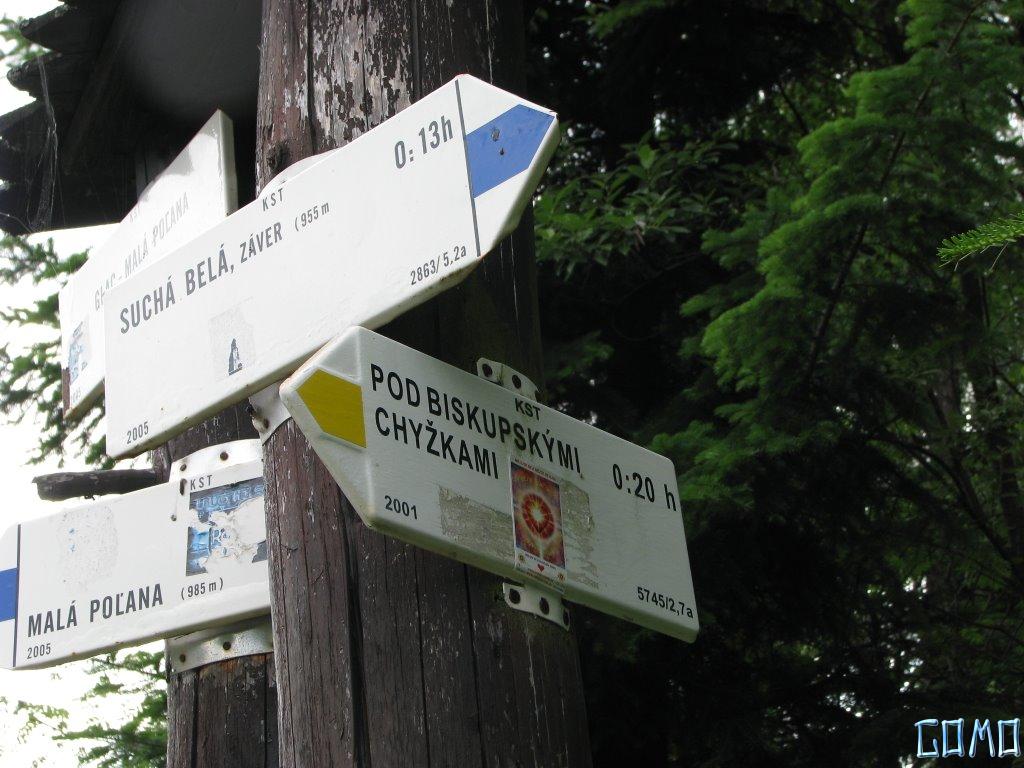 MALÁ POĽANA
KST
SUCHÁ BELÁ, ZÁVER (955 m
0:13h
2863/5,2a
2005
KST
POD BISKUPSKÝMI
CHYŽKAMI
0:20 h
2001
5745/2,7a
KST
MALÁ POĽANA (985 m)
2005
COMO